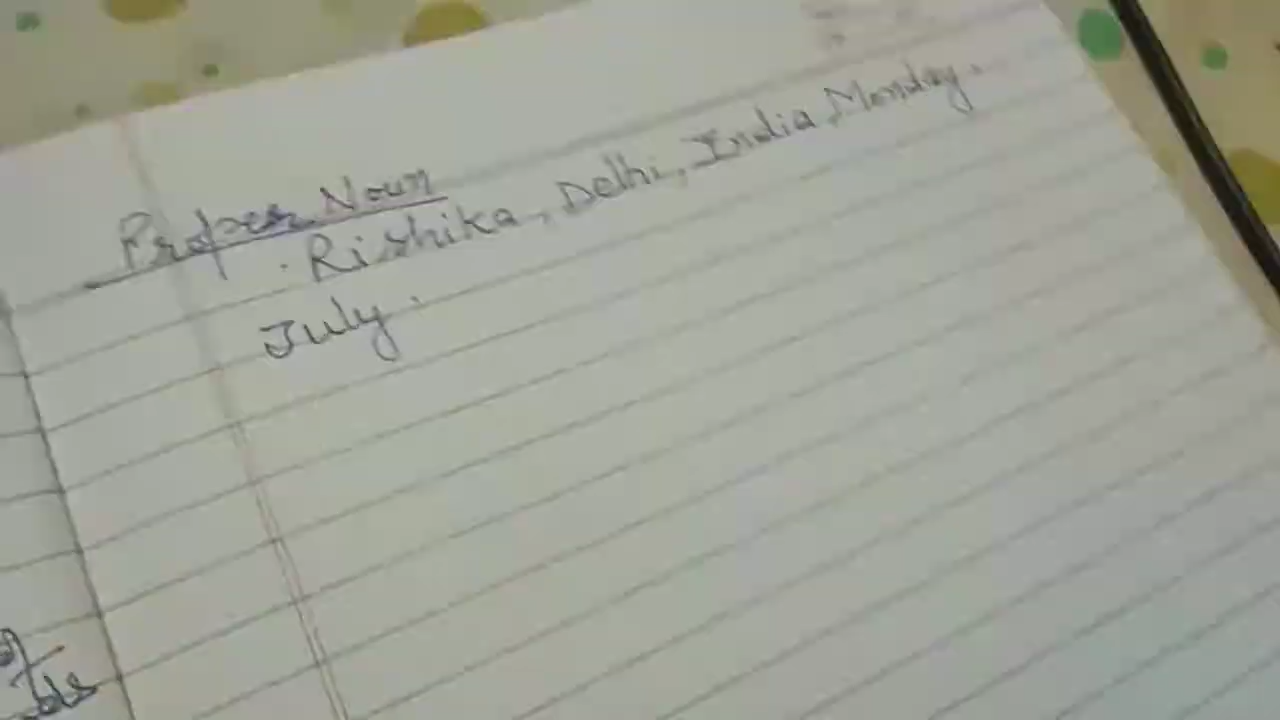 Proper Noun
. Rishika, Delhi, India, Monday.
July.